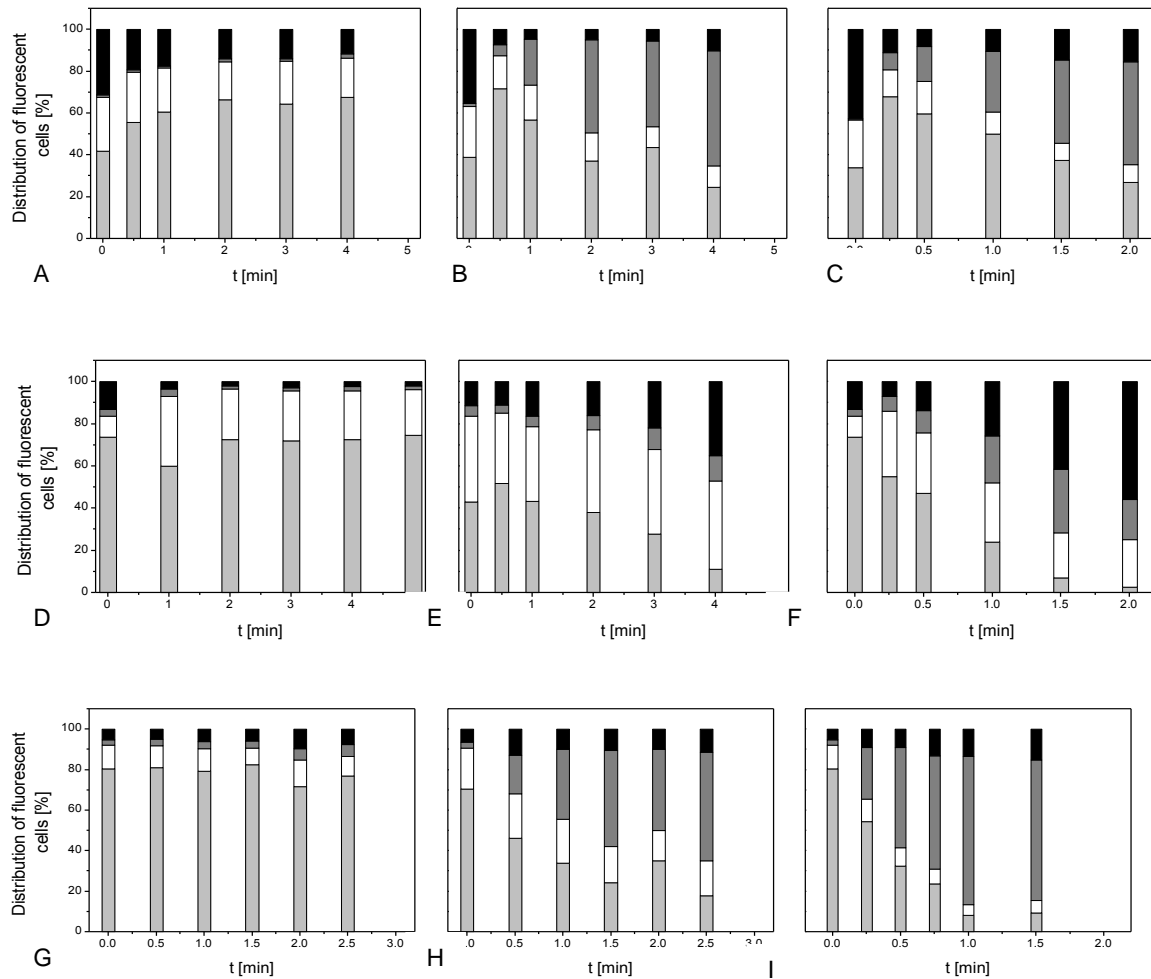 Distribution of fluorescent
cells [%]
100
80
60
40
20
0
0 1 2 3 4 5
A
t [min]
1 2 3 4 5
B
t [min]
0.5 1.0 1.5 2.0
C
t [min]
Distribution of fluorescent
cells [%]
100
80
60
40
20
0
0 1 2 3 4
D
t [min]
0 1 2 3 4
E
t [min]
0.0 0.5 1.0 1.5 2.0
F
t [min]
Distribution of fluorescent
cells [%]
100
80
60
40
20
0
0.0 0.5 1.0 1.5 2.0 2.5 3.0
G
t [min]
0.0 0.5 1.0 1.5 2.0 2.5
H
t [min]
0.0 0.5 1.0 1.5 2.0
I
t [min]